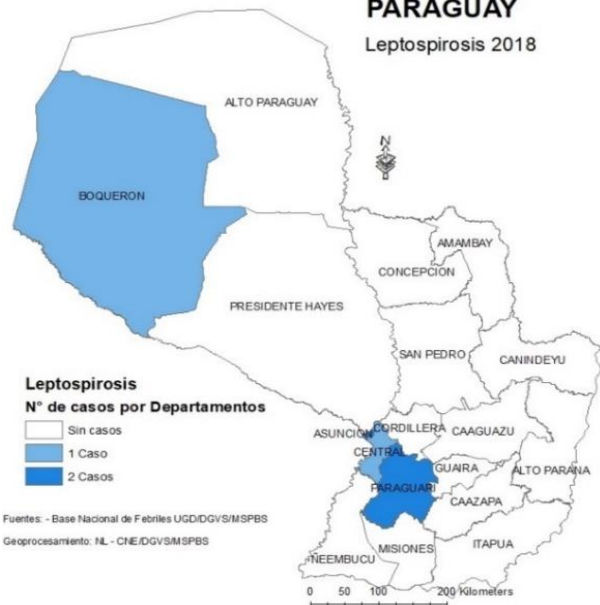 PARAGUAY
Leptospirosis 2018
N
ALTO PARAGUAY
BOQUERON
AMAMBAY
CONCEPCION
PRESIDENTE HAYES
SAN PEDRO
CANINDEYU
ASUNCION
CORDILLERA
CAAGUAZU
CENTRAL
GUAIRA
ALTO PARANA
PARAGUARI
CAAZAPA
ITAPUA
MISIONES
ÑEEMBUCU
Leptospirosis
N° de casos por Departamentos
Sin casos
1 Caso
2 Casos
Fuentes: - Base Nacional de Febriles UGD/DGVS/MSPBS
Geoprocesamiento: NL - CNE/DGVS/MSPBS
0 50 100 200 Kilometers